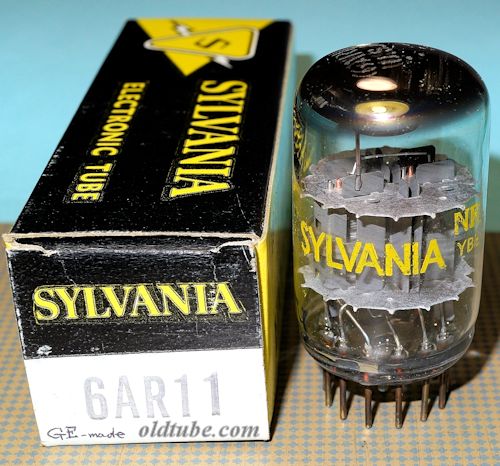 S
SYLVANIA
ELECTRONIC TUBE
SYLVANIA
6AR11
GE-made
oldtube.com
SYLVANIA